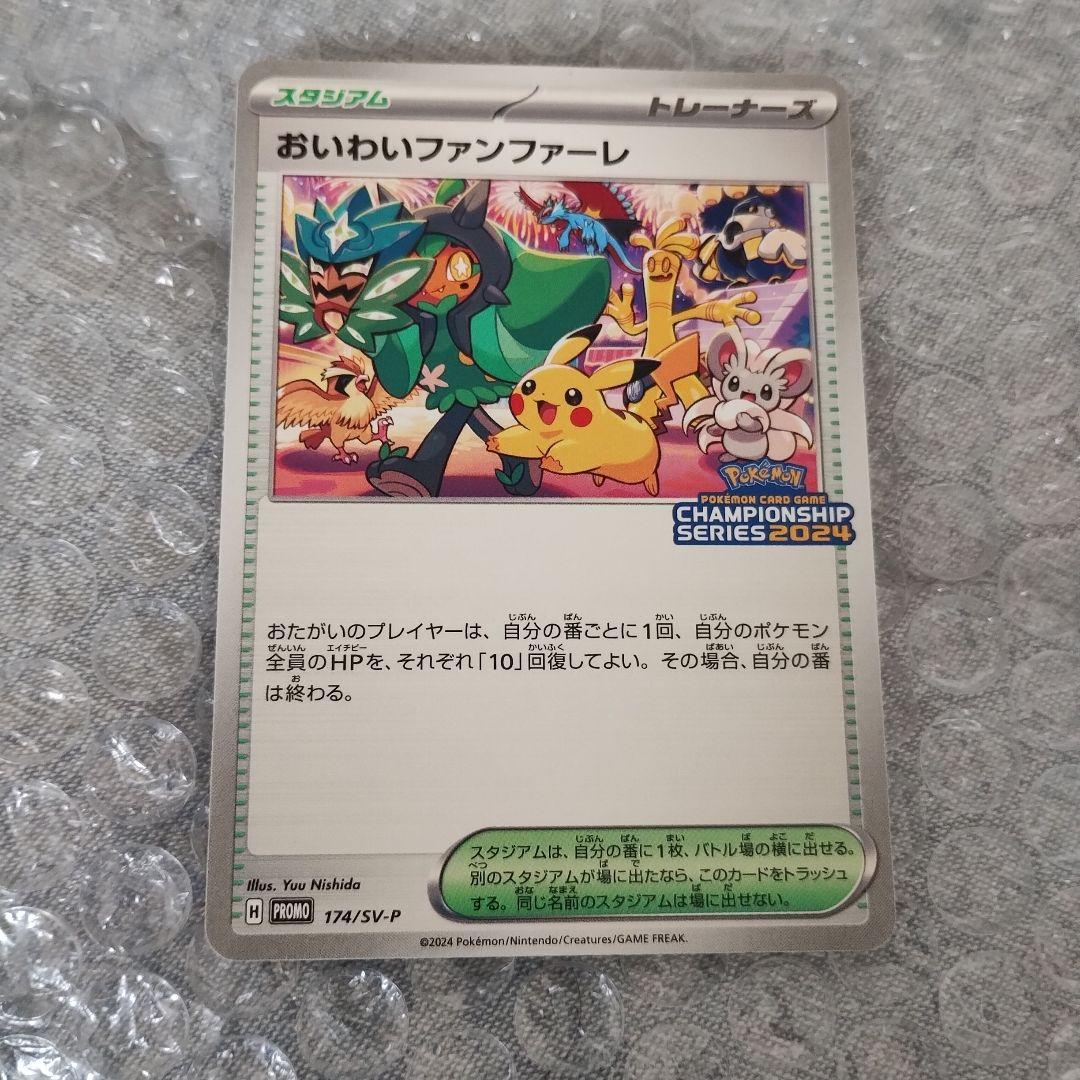 スタジアム
トレーナーズ
おいわいファンファーレ
Pokémon
POKÉMON CARD GAME
CHAMPIONSHIP
SERIES 2024
おたがいのプレイヤーは、自分の番ごとに1回、自分のポケモン
全員のHPを、それぞれ「10」回復してよい。その場合、自分の番
は終わる。
スタジアムは、自分の番に1枚、バトル場の横に出せる。
別のスタジアムが場に出たなら、このカードをトラッシュ
する。同じ名前のスタジアムは場に出せない。
Illus. Yuu Nishida
H PROMO 174/SV-P
©2024 Pokémon/Nintendo/Creatures/GAME FREAK.